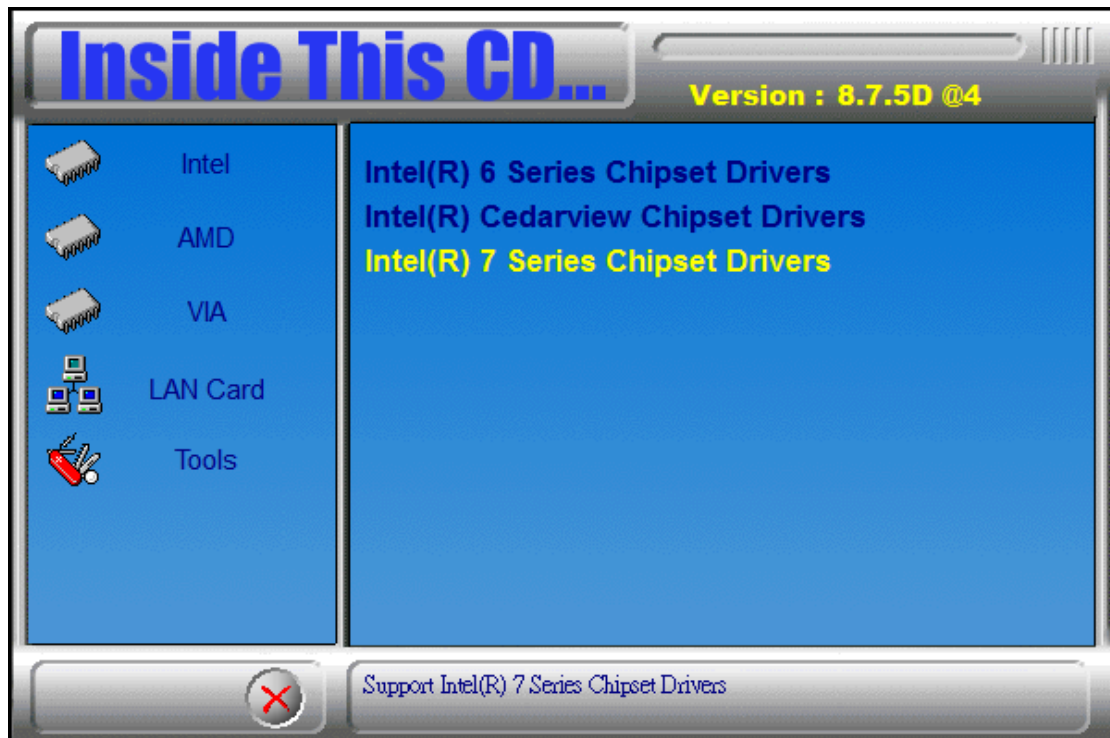 Inside This CD...
Version : 8.7.5D @4
Intel
AMD
VIA
LAN Card
Tools
Intel(R) 6 Series Chipset Drivers
Intel(R) Cedarview Chipset Drivers
Intel(R) 7 Series Chipset Drivers
Support Intel(R) 7 Series Chipset Drivers